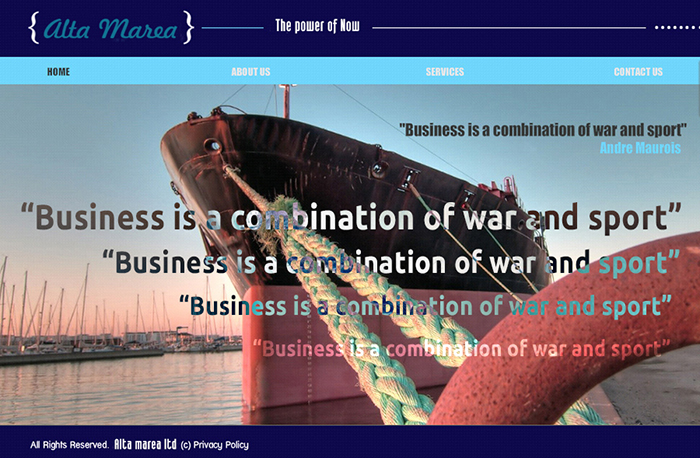 {Alta Marea}
The power of Now
HOME ABOUT US SERVICES CONTACT US
"Business is a combination of war and sport"
Andre Maurois
“Business is a combination of war and sport”
“Business is a combination of war and sport”
“Business is a combination of war and sport”
“Business is a combination of war and sport”
All Rights Reserved. Alta marea ltd (c) Privacy Policy